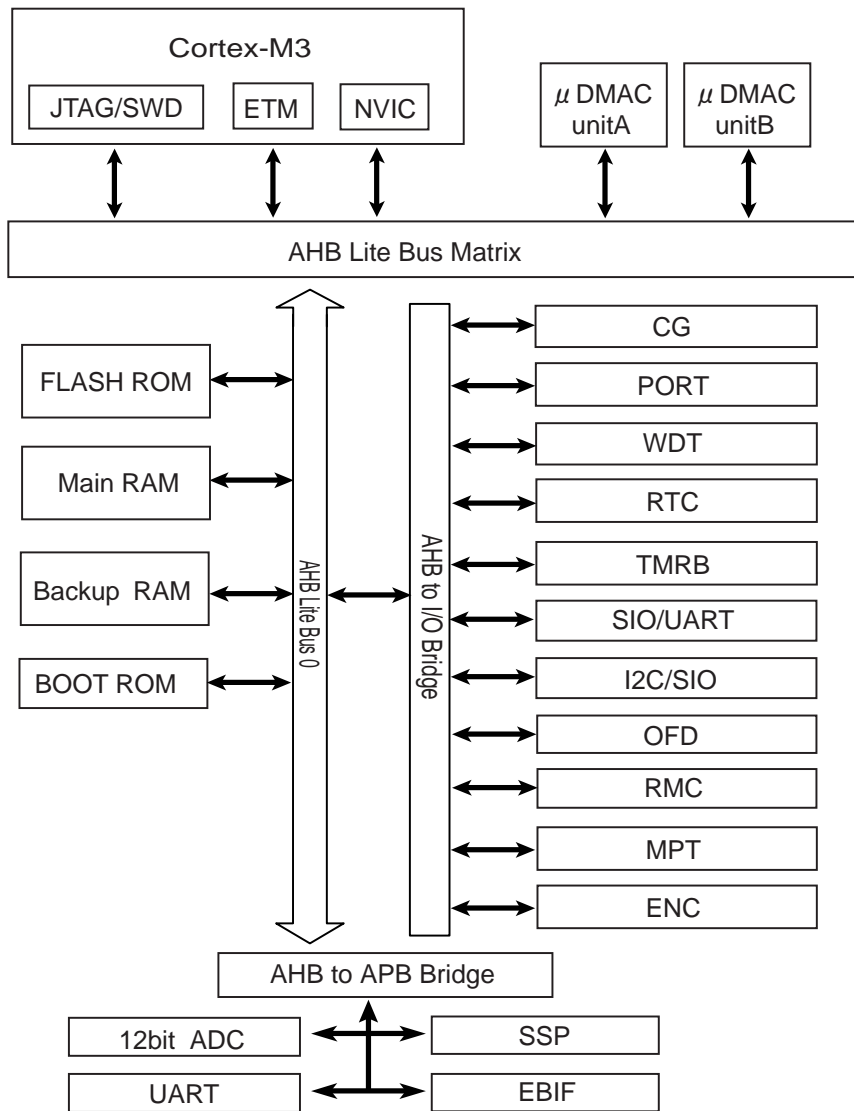 Cortex-M3
JTAG/SWD
ETM
NVIC
μ DMAC
unitA
μ DMAC
unitB
AHB Lite Bus Matrix
FLASH ROM
Main RAM
Backup RAM
BOOT ROM
AHB Lite Bus 0
AHB to I/O Bridge
CG
PORT
WDT
RTC
TMRB
SIO/UART
I2C/SIO
OFD
RMC
MPT
ENC
AHB to APB Bridge
12bit ADC
SSP
UART
EBIF